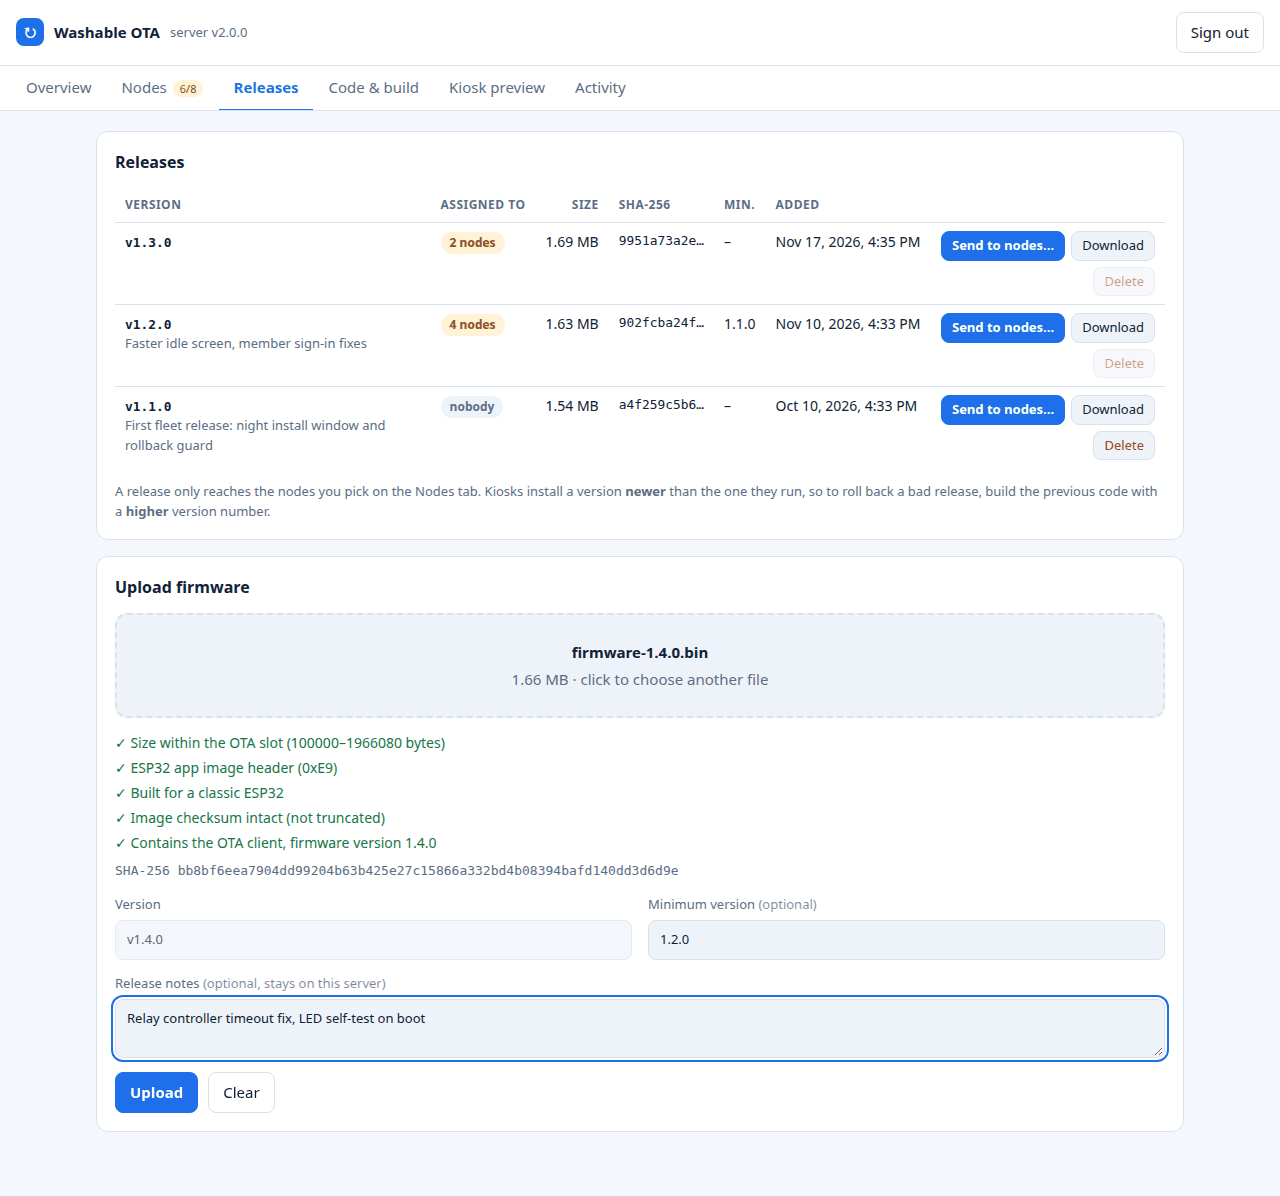 ↻ Washable OTA server v2.0.0 Sign out
Overview Nodes 6/8 Releases Code & build Kiosk preview Activity
Releases
VERSION ASSIGNED TO SIZE SHA-256 MIN. ADDED
v1.3.0 2 nodes 1.69 MB 9951a73a2e… – Nov 17, 2026, 4:35 PM Send to nodes… Download
Delete
v1.2.0 4 nodes 1.63 MB 902fcba24f… 1.1.0 Nov 10, 2026, 4:33 PM Send to nodes… Download
Faster idle screen, member sign-in fixes
Delete
v1.1.0 nobody 1.54 MB a4f259c5b6… – Oct 10, 2026, 4:33 PM Send to nodes… Download
First fleet release: night install window and
rollback guard Delete
A release only reaches the nodes you pick on the Nodes tab. Kiosks install a version newer than the one they run, so to roll back a bad release, build the previous code with
a higher version number.
Upload firmware
firmware-1.4.0.bin
1.66 MB · click to choose another file
✓ Size within the OTA slot (100000–1966080 bytes)
✓ ESP32 app image header (0xE9)
✓ Built for a classic ESP32
✓ Image checksum intact (not truncated)
✓ Contains the OTA client, firmware version 1.4.0
SHA-256 bb8bf6eea7904dd99204b63b425e27c15866a332bd4b08394bafd140dd3d6d9e
Version Minimum version (optional)
v1.4.0 1.2.0
Release notes (optional, stays on this server)
Relay controller timeout fix, LED self-test on boot
Upload Clear